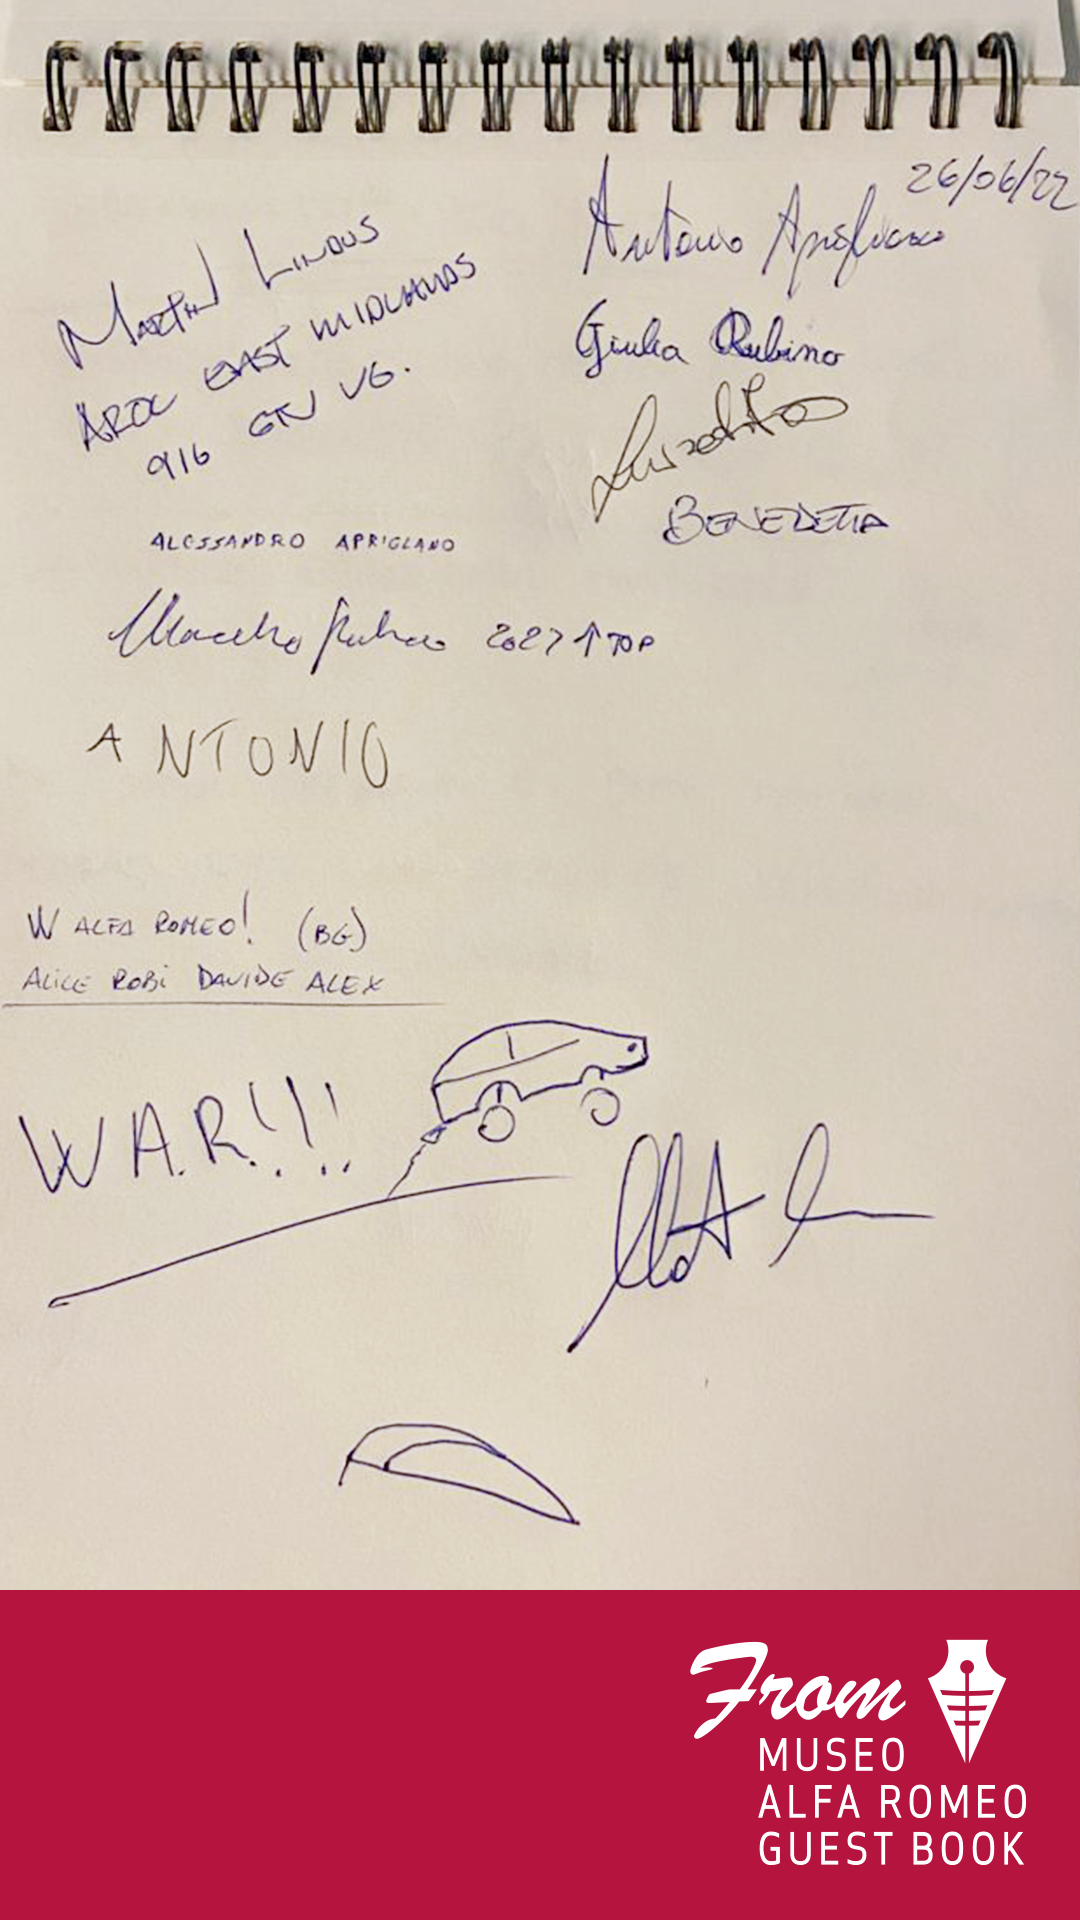 26/06/22
MARTIN LINDUS
AROC EAST MIDLANDS
916 GTV V6.
Antonio Aprigliano
Giulia Rubino
BENEDETTA
ALESSANDRO APRIGLANO
2027 ↑ TOP
ANTONIO
W ALFA ROMEO! (BG)
ALICE ROBi DAVIDE ALEX
W A.R.!!!
From
MUSEO
ALFA ROMEO
GUEST BOOK